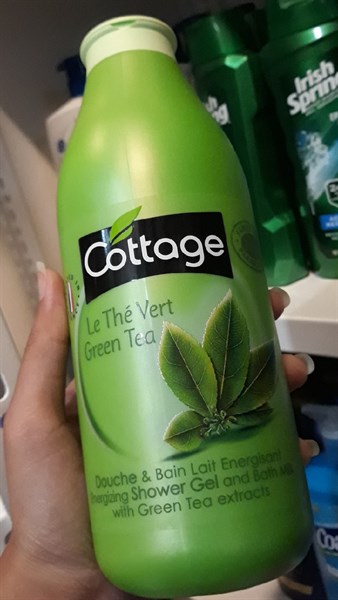 Cottage
Le Thé Vert
Green Tea
Douche & Bain Lait Energisant
Energizing Shower Gel and Bath Milk
with Green Tea extracts
Irish
Spring